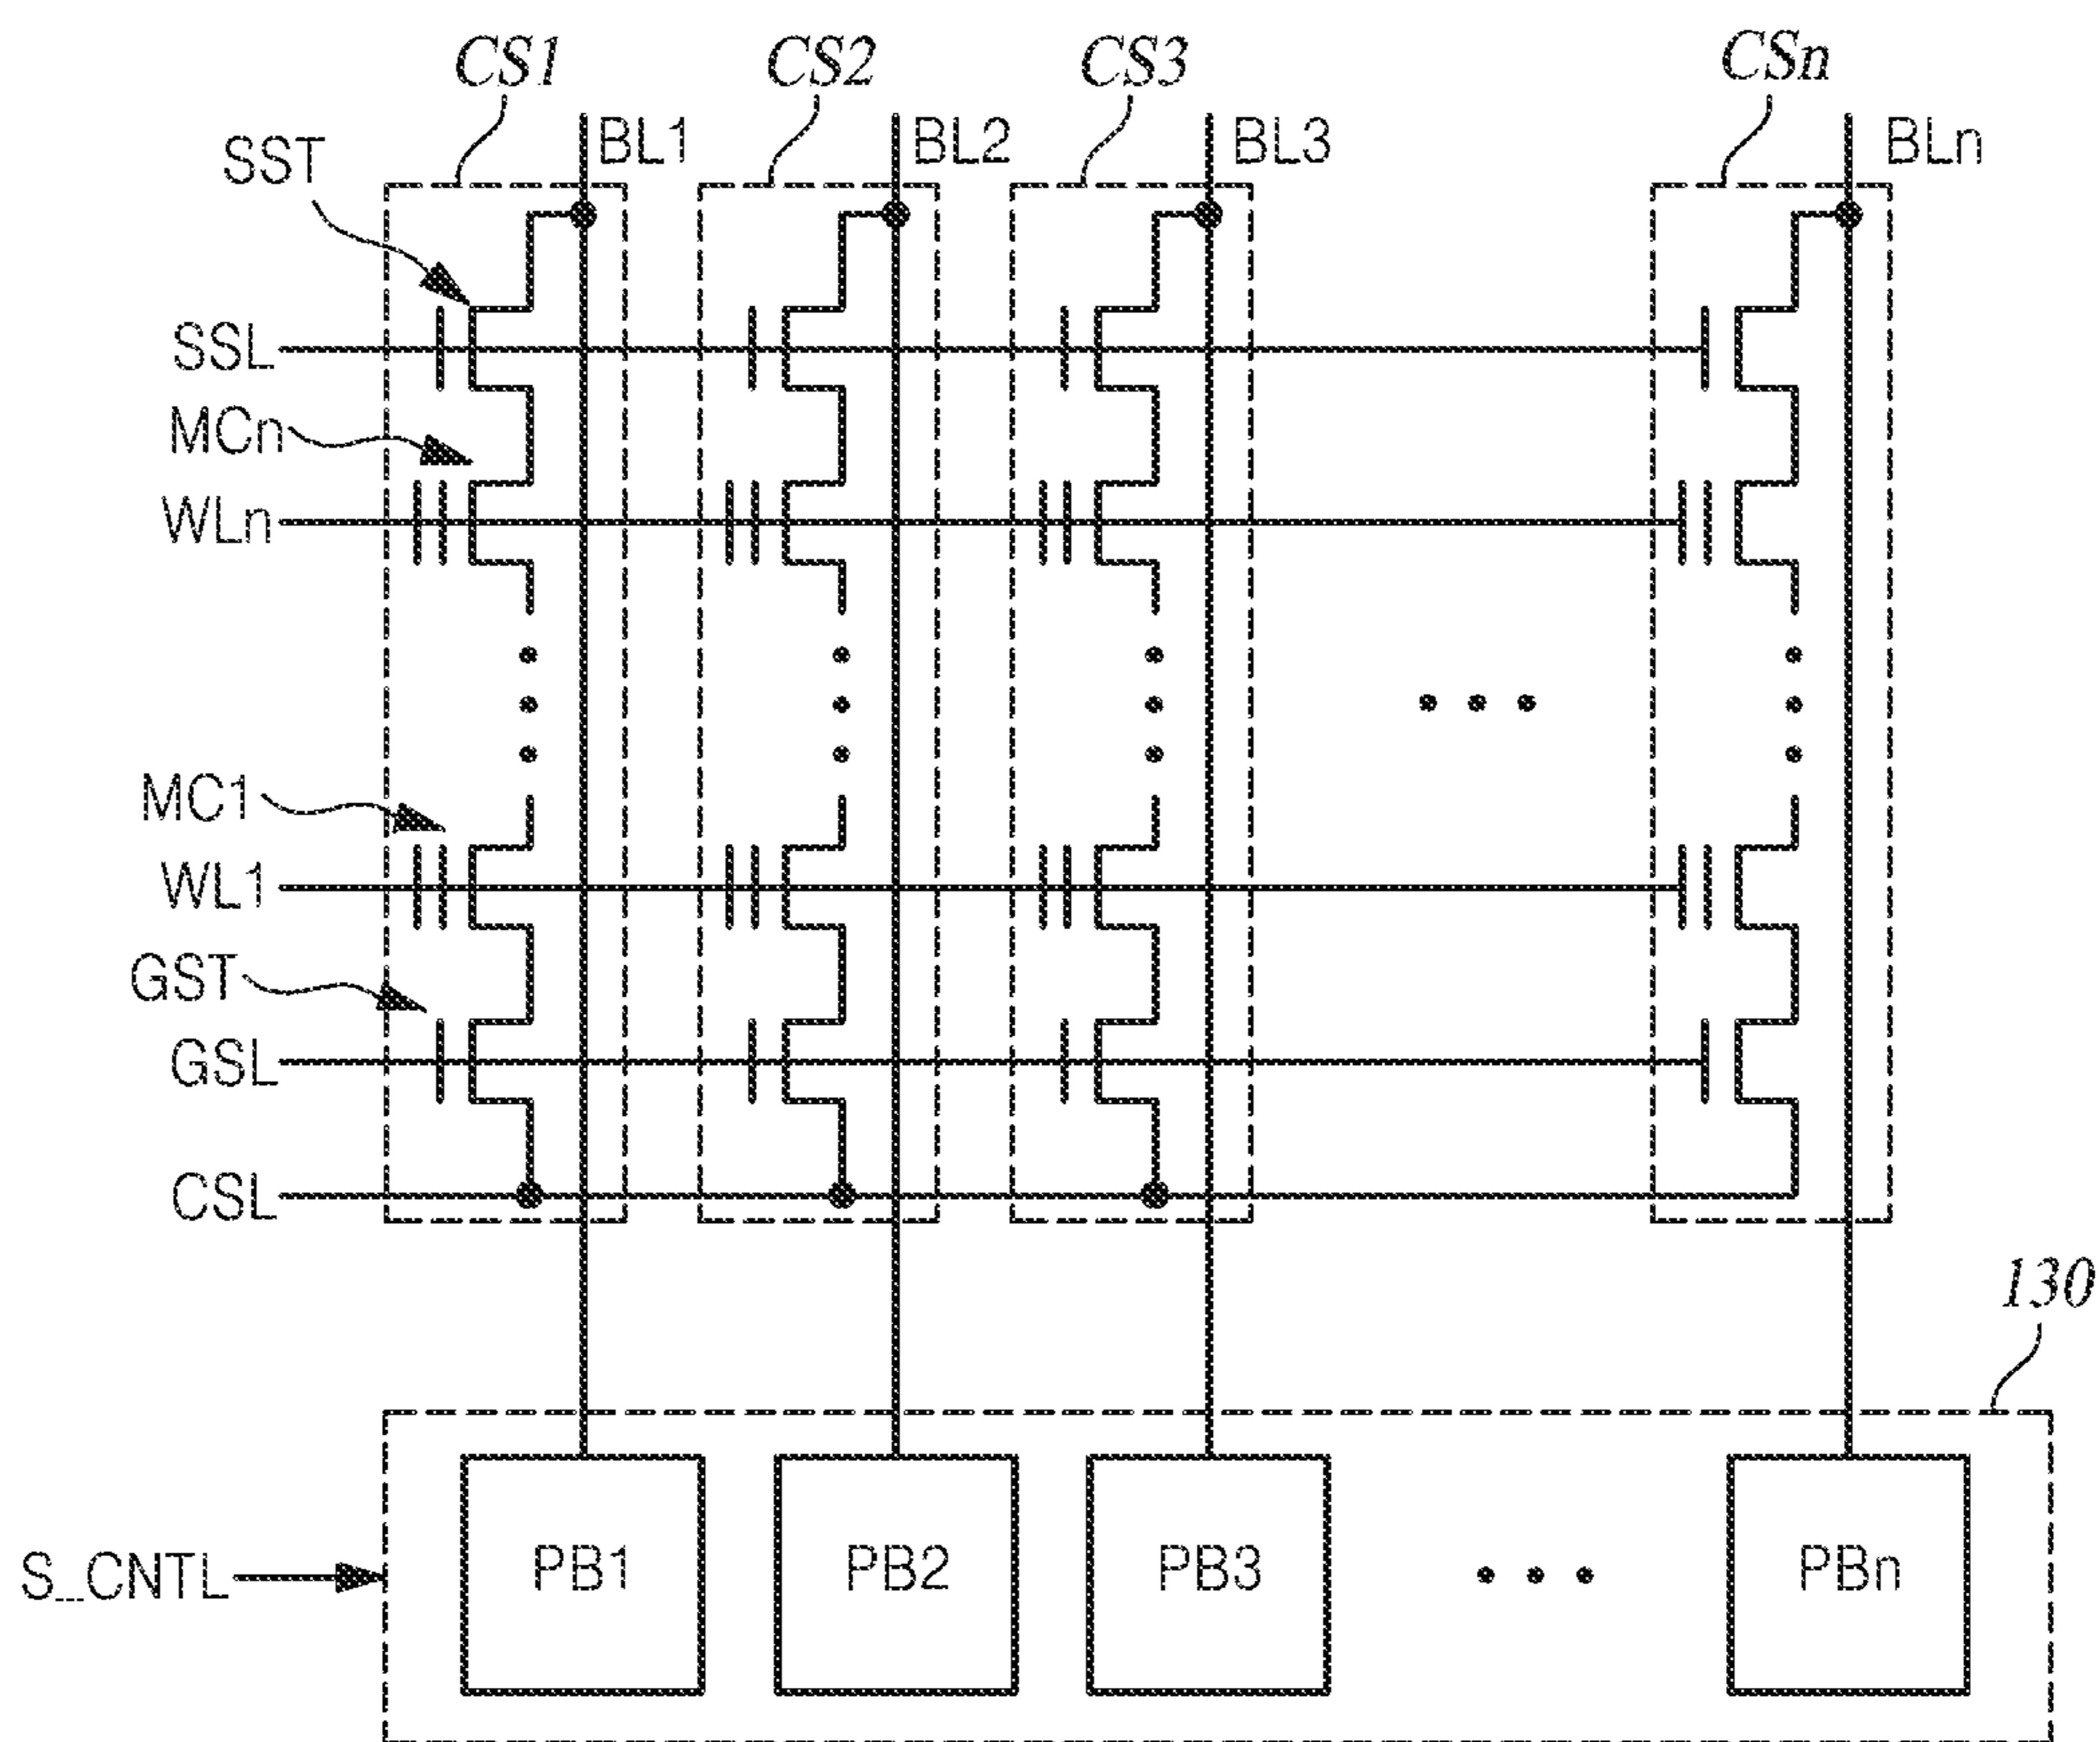 CS1 CS2 CS3 CSn
BL1 BL2 BL3 BLn
SST
SSL
MCn
WLn
MC1
WL1
GST
GSL
CSL
130
S_CNTL PB1 PB2 PB3 PBn